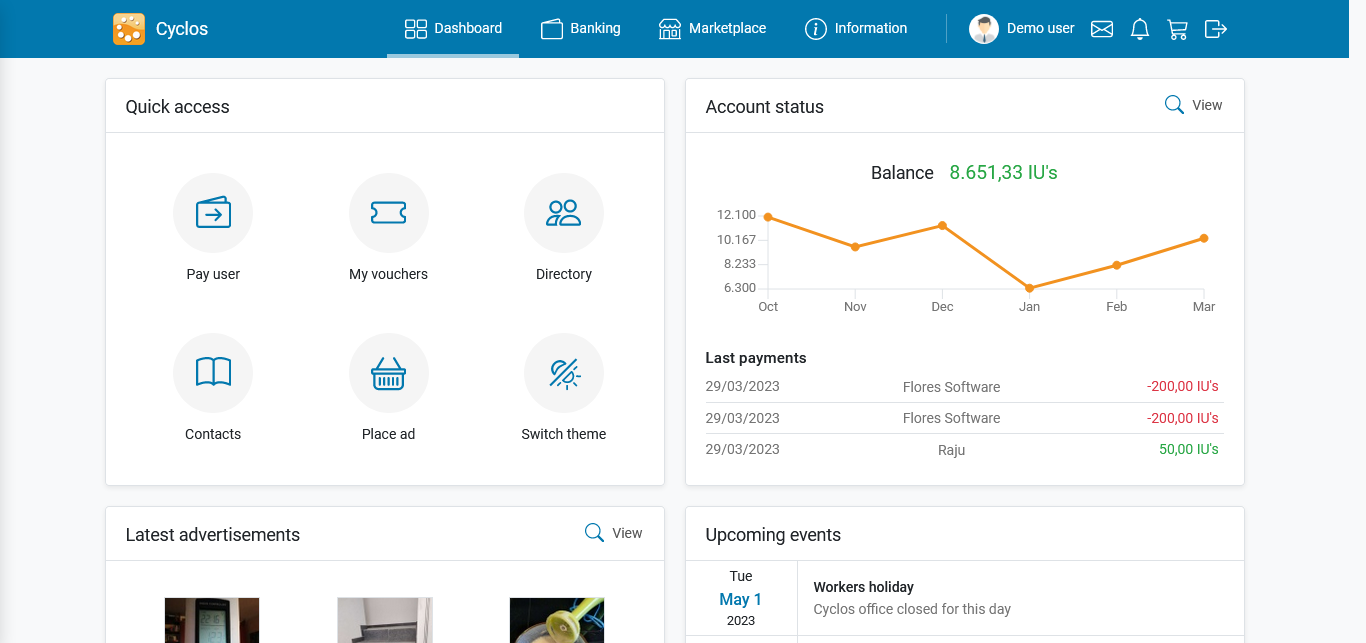 Cyclos
Dashboard
Banking
Marketplace
Information
Demo user
Quick access
Pay user
My vouchers
Directory
Contacts
Place ad
Switch theme
Account status
View
Balance 8.651,33 IU's
12.100
10.167
8.233
6.300
Oct Nov Dec Jan Feb Mar
Last payments
29/03/2023 Flores Software -200,00 IU's
29/03/2023 Flores Software -200,00 IU's
29/03/2023 Raju 50,00 IU's
Latest advertisements
View
Upcoming events
Tue
May 1
2023
Workers holiday
Cyclos office closed for this day